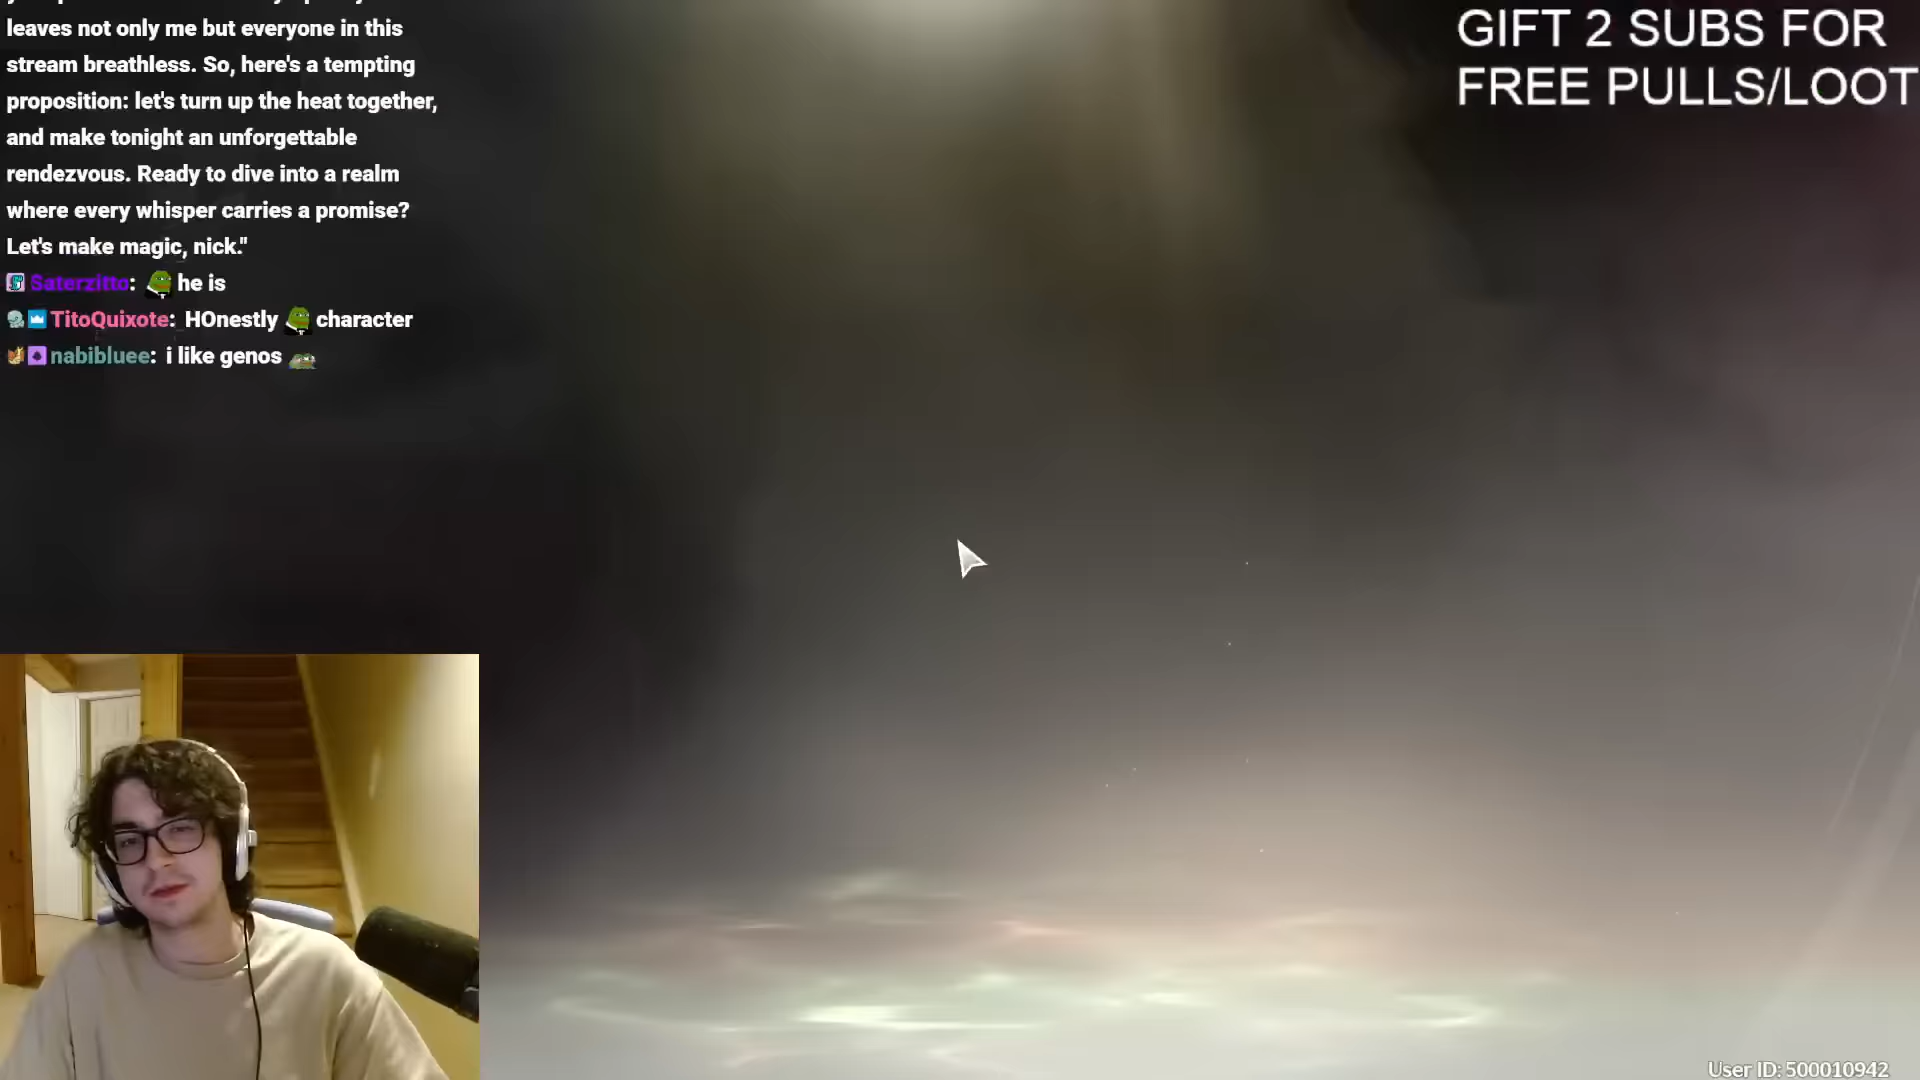 leaves not only me but everyone in this
stream breathless. So, here's a tempting
proposition: let's turn up the heat together,
and make tonight an unforgettable
rendezvous. Ready to dive into a realm
where every whisper carries a promise?
Let's make magic, nick."
Saterzitto: he is
TitoQuixote: HOnestly character
nabibluee: i like genos
GIFT 2 SUBS FOR
FREE PULLS/LOOT
User ID: 500010942